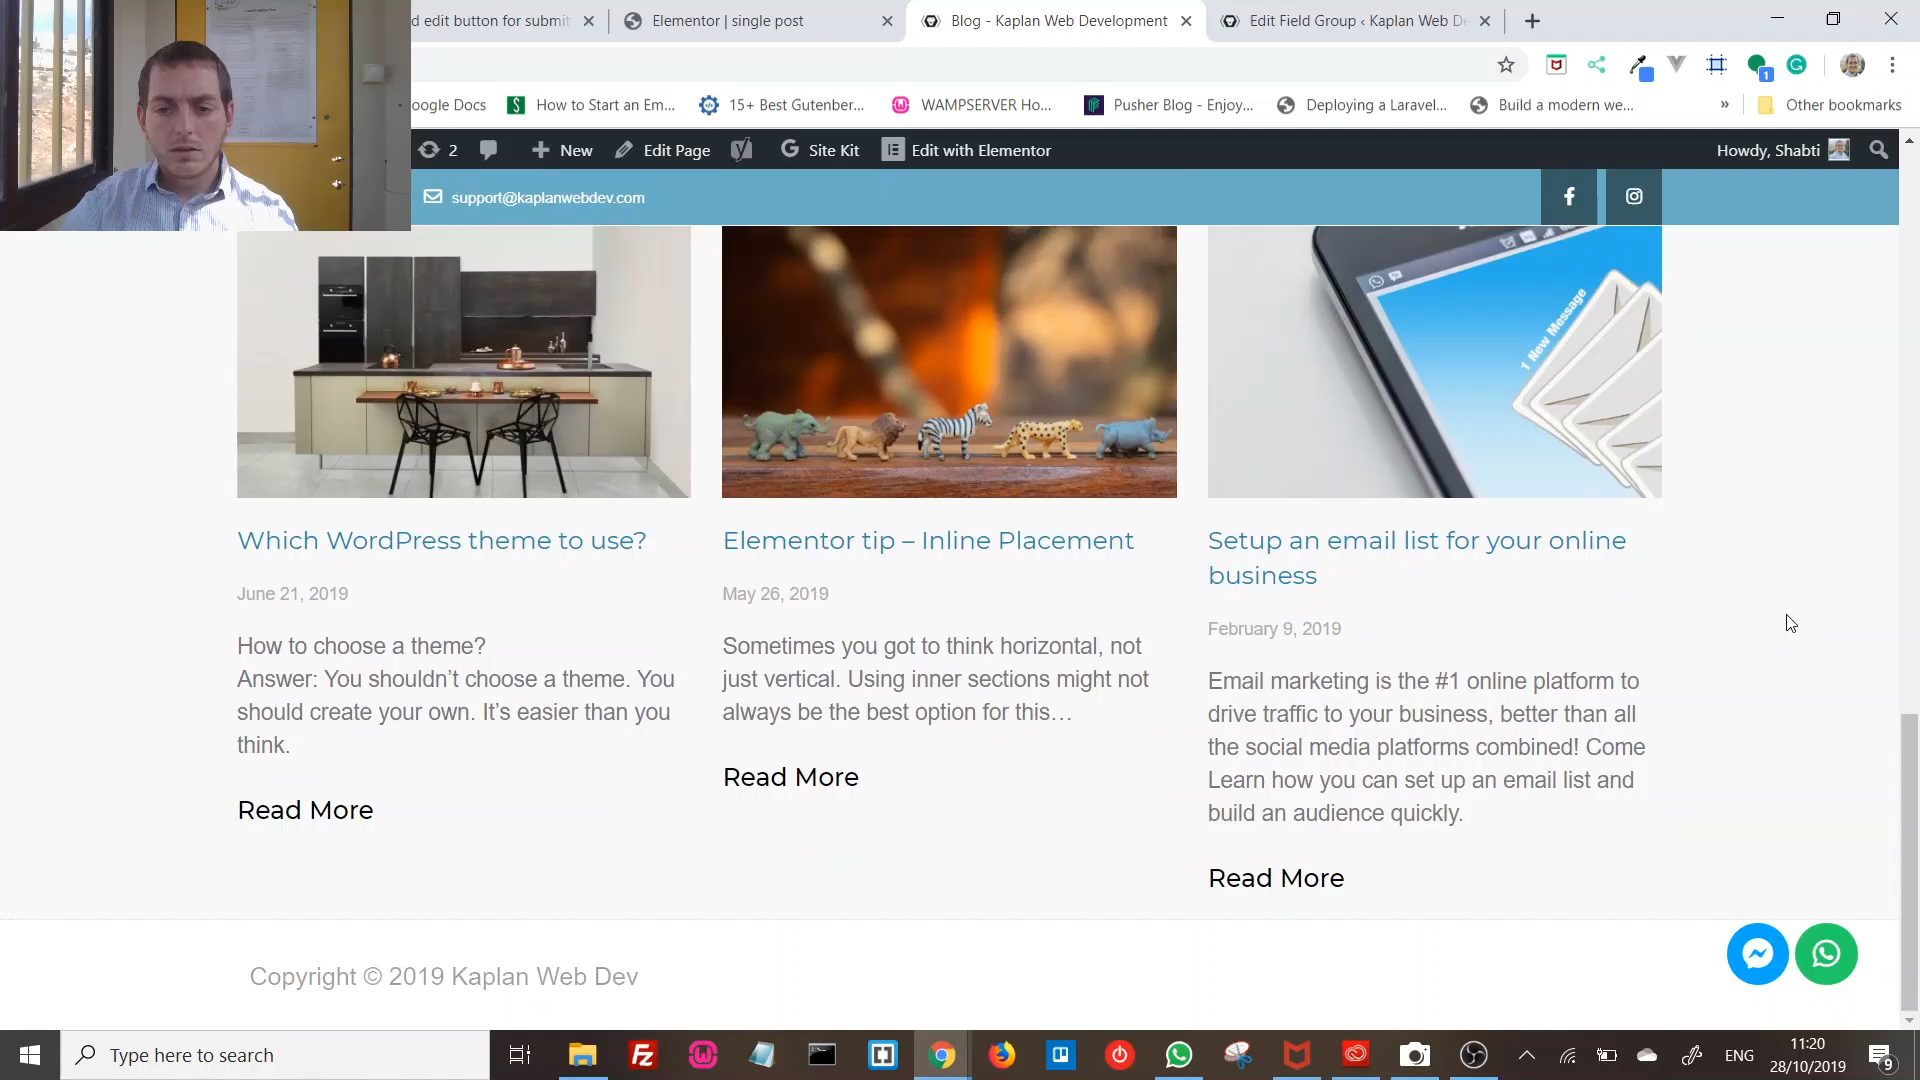 d edit button for submit
Elementor | single post
Blog - Kaplan Web Development
Edit Field Group ‹ Kaplan Web De
oogle Docs
How to Start an Em...
15+ Best Gutenber...
WAMPSERVER Ho...
Pusher Blog - Enjoy...
Deploying a Laravel...
Build a modern we...
»
Other bookmarks
2
New
Edit Page
Site Kit
Edit with Elementor
Howdy, Shabti
support@kaplanwebdev.com
1 New Message
Which WordPress theme to use?
June 21, 2019
How to choose a theme?
Answer: You shouldn’t choose a theme. You
should create your own. It’s easier than you
think.
Read More
Elementor tip – Inline Placement
May 26, 2019
Sometimes you got to think horizontal, not
just vertical. Using inner sections might not
always be the best option for this…
Read More
Setup an email list for your online
business
February 9, 2019
Email marketing is the #1 online platform to
drive traffic to your business, better than all
the social media platforms combined! Come
Learn how you can set up an email list and
build an audience quickly.
Read More
Copyright © 2019 Kaplan Web Dev
Type here to search
ENG
11:20
28/10/2019
9